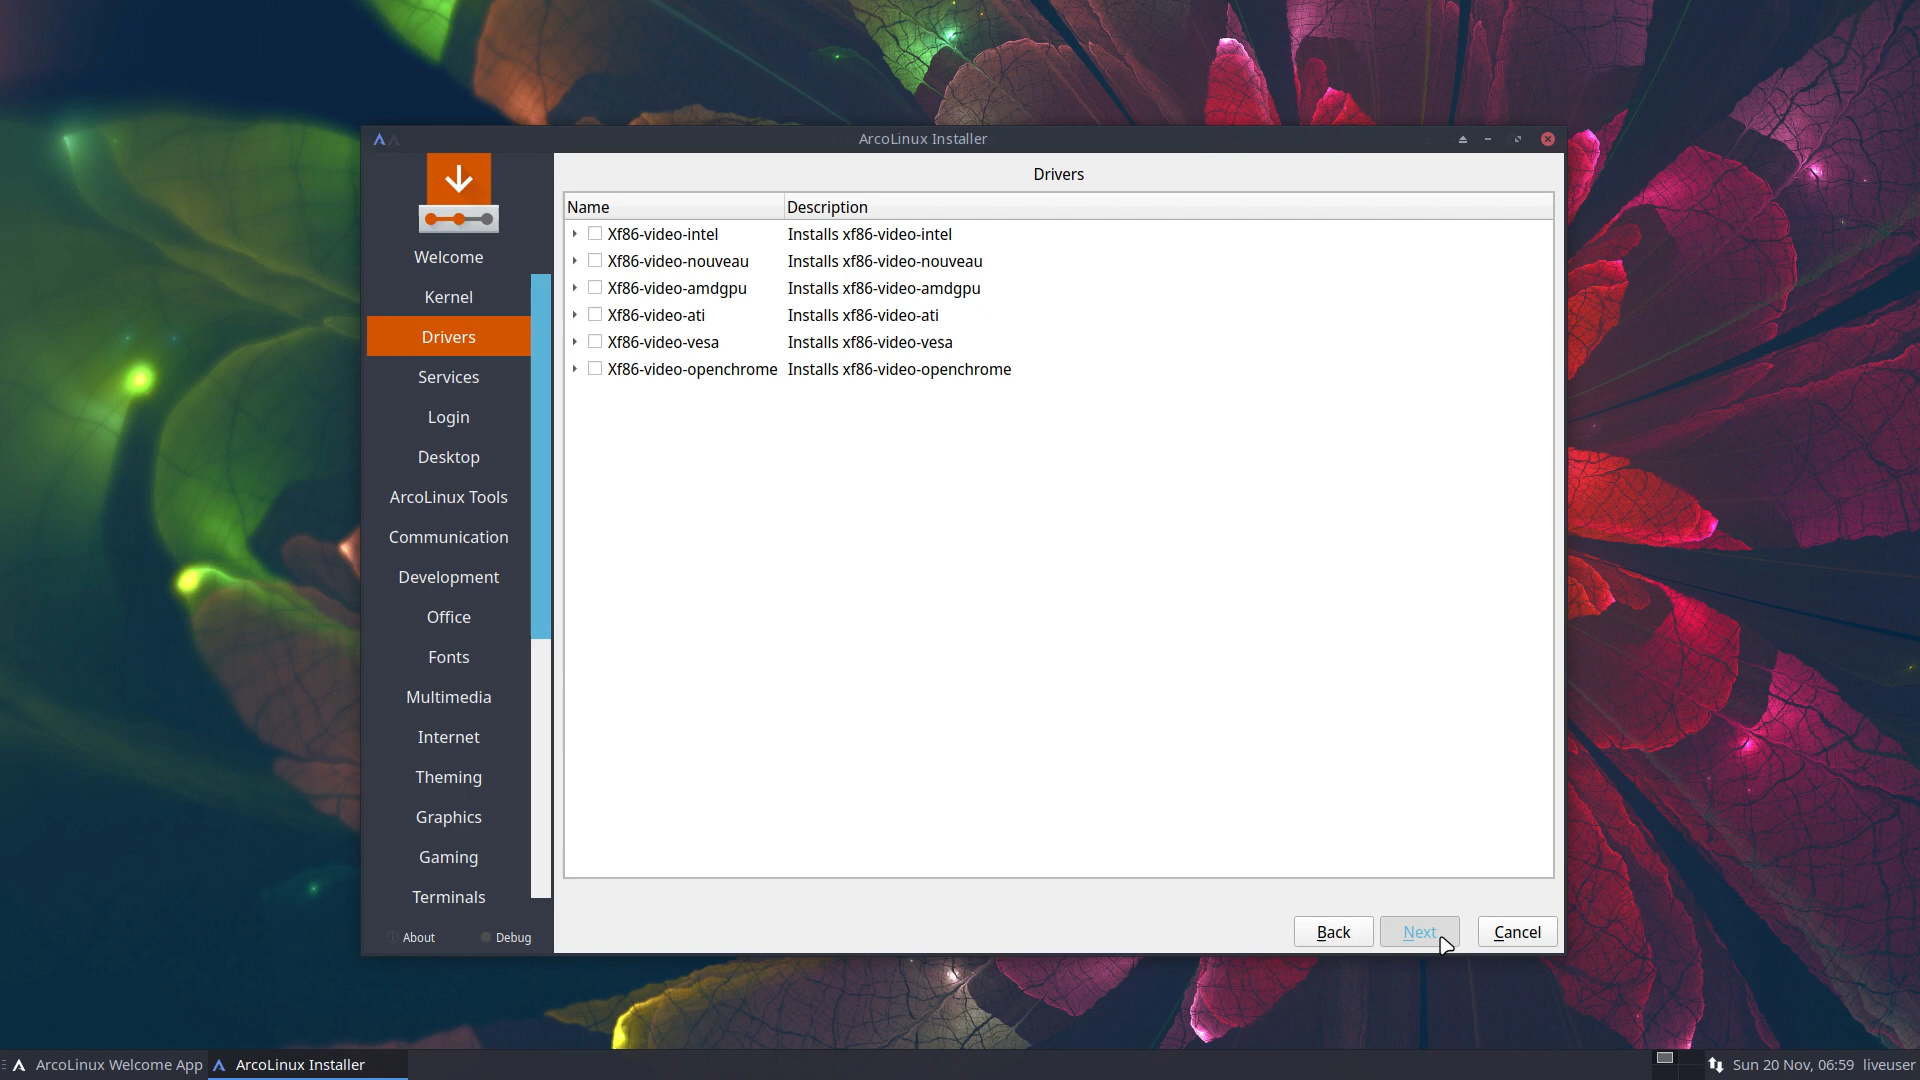 ArcoLinux Installer
Drivers
Name Description
Xf86-video-intel Installs xf86-video-intel
Xf86-video-nouveau Installs xf86-video-nouveau
Xf86-video-amdgpu Installs xf86-video-amdgpu
Xf86-video-ati Installs xf86-video-ati
Xf86-video-vesa Installs xf86-video-vesa
Xf86-video-openchrome Installs xf86-video-openchrome
Welcome
Kernel
Drivers
Services
Login
Desktop
ArcoLinux Tools
Communication
Development
Office
Fonts
Multimedia
Internet
Theming
Graphics
Gaming
Terminals
About Debug
Back Next Cancel
ArcoLinux Welcome App ArcoLinux Installer Sun 20 Nov, 06:59 liveuser